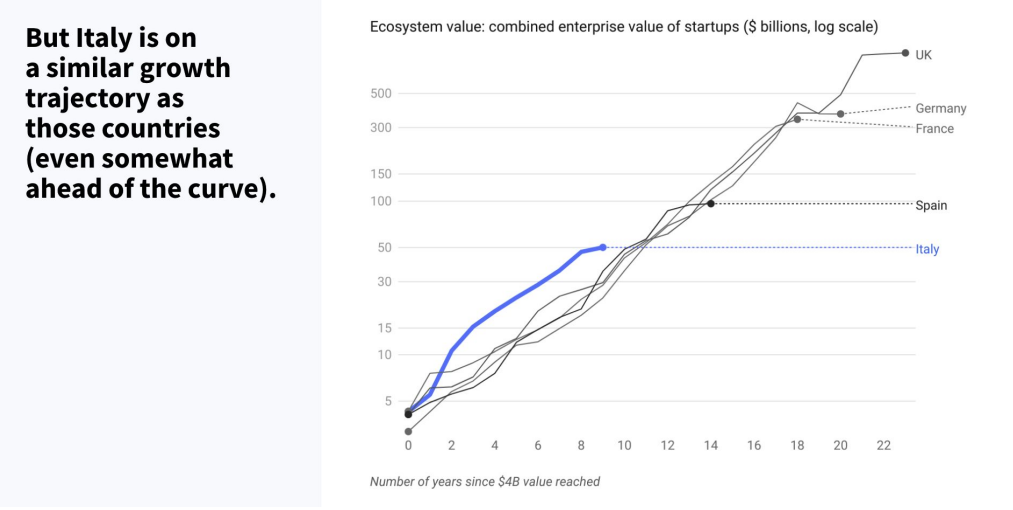 But Italy is on
a similar growth
trajectory as
those countries
(even somewhat
ahead of the curve).
Ecosystem value: combined enterprise value of startups ($ billions, log scale)
UK
500
Germany
300
France
150
100
Spain
50
Italy
30
15
10
5
0 2 4 6 8 10 12 14 16 18 20 22
Number of years since $4B value reached